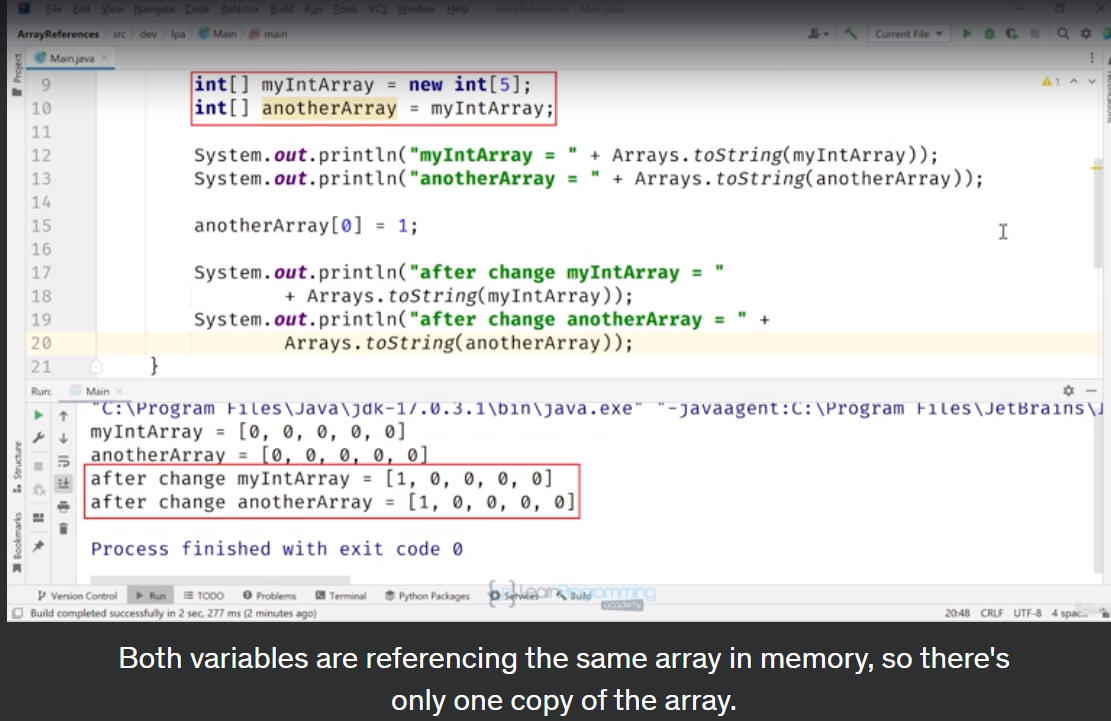 File Edit View Navigate Code Refactor Build Run Tools VCS Window Help ArrayReferences - Main.java
ArrayReferences src dev lpa Main main Current File
Project
Main.java
1
9 int[] myIntArray = new int[5];
10 int[] anotherArray = myIntArray;
11
12 System.out.println("myIntArray = " + Arrays.toString(myIntArray));
13 System.out.println("anotherArray = " + Arrays.toString(anotherArray));
14
15 anotherArray[0] = 1;
16
17 System.out.println("after change myIntArray = "
18 + Arrays.toString(myIntArray));
19 System.out.println("after change anotherArray = " +
20 Arrays.toString(anotherArray));
21 }
Run: Main
"C:\Program Files\Java\jdk-17.0.3.1\bin\java.exe" "-javaagent:C:\Program Files\JetBrains\
myIntArray = [0, 0, 0, 0, 0]
anotherArray = [0, 0, 0, 0, 0]
after change myIntArray = [1, 0, 0, 0, 0]
after change anotherArray = [1, 0, 0, 0, 0]
Process finished with exit code 0
Structure
Bookmarks
LearnProgramming
academy
Version Control Run TODO Problems Terminal Python Packages Services Build
Build completed successfully in 2 sec, 277 ms (2 minutes ago) 20:48 CRLF UTF-8 4 spac...
Both variables are referencing the same array in memory, so there's
only one copy of the array.